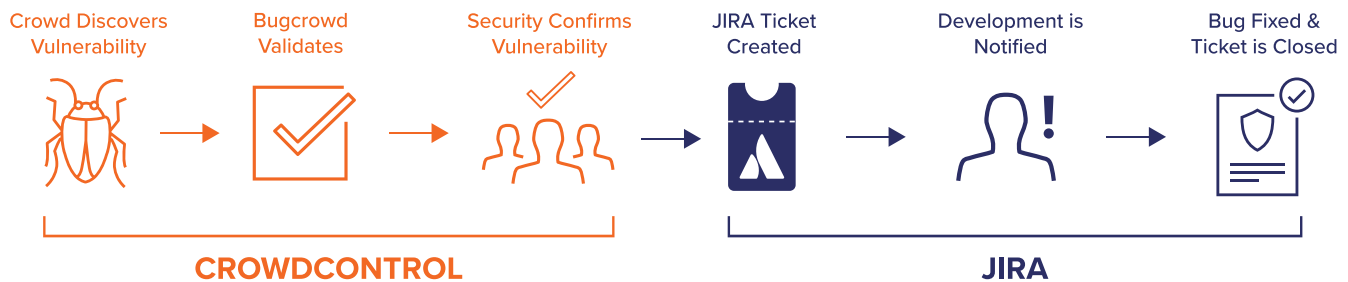 Crowd Discovers
Vulnerability
Bugcrowd
Validates
Security Confirms
Vulnerability
JIRA Ticket
Created
Development is
Notified
Bug Fixed &
Ticket is Closed
!
CROWDCONTROL
JIRA